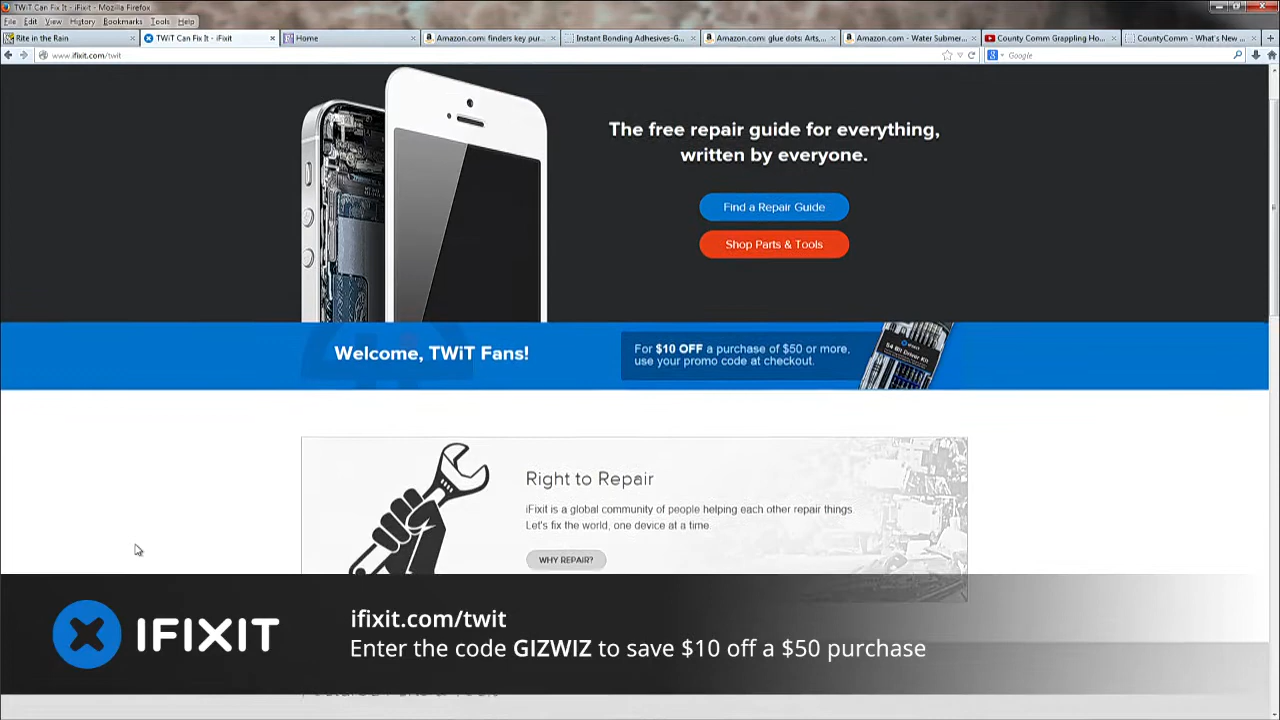 TWiT Can Fix It - iFixit - Mozilla Firefox
File Edit View History Bookmarks Tools Help
Rite in the Rain
TWiT Can Fix It - iFixit
Home
Amazon.com: finders key pur...
Instant Bonding Adhesives-G...
Amazon.com: glue dots: Arts,...
Amazon.com - Water Submer...
County Comm Grappling Ho...
CountyComm - What's New ...
www.ifixit.com/twit
Google
The free repair guide for everything,
written by everyone.
Find a Repair Guide
Shop Parts & Tools
Welcome, TWiT Fans!
For $10 OFF a purchase of $50 or more,
use your promo code at checkout.
54 Bit Driver Kit
Right to Repair
iFixit is a global community of people helping each other repair things.
Let's fix the world, one device at a time.
WHY REPAIR?
IFIXIT
ifixit.com/twit
Enter the code GIZWIZ to save $10 off a $50 purchase